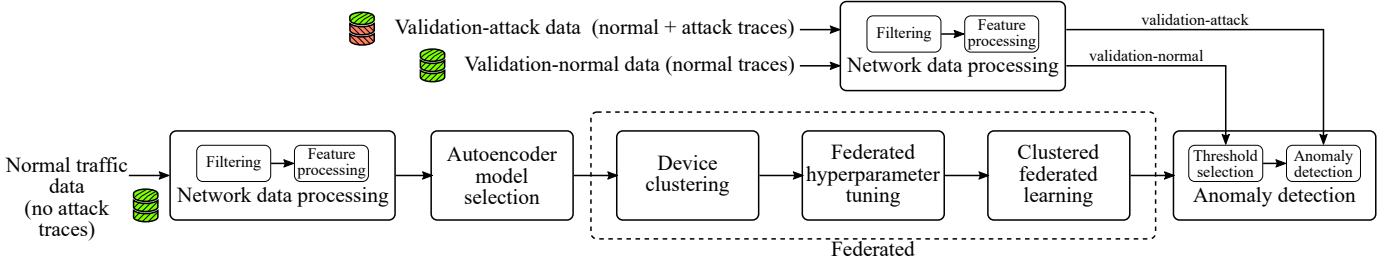 Validation-attack data (normal + attack traces)
Validation-normal data (normal traces)
Filtering
Feature
processing
Network data processing
validation-attack
validation-normal
Normal traffic
data
(no attack
traces)
Filtering
Feature
processing
Network data processing
Autoencoder
model
selection
Device
clustering
Federated
hyperparameter
tuning
Clustered
federated
learning
Federated
Threshold
selection
Anomaly
detection
Anomaly detection